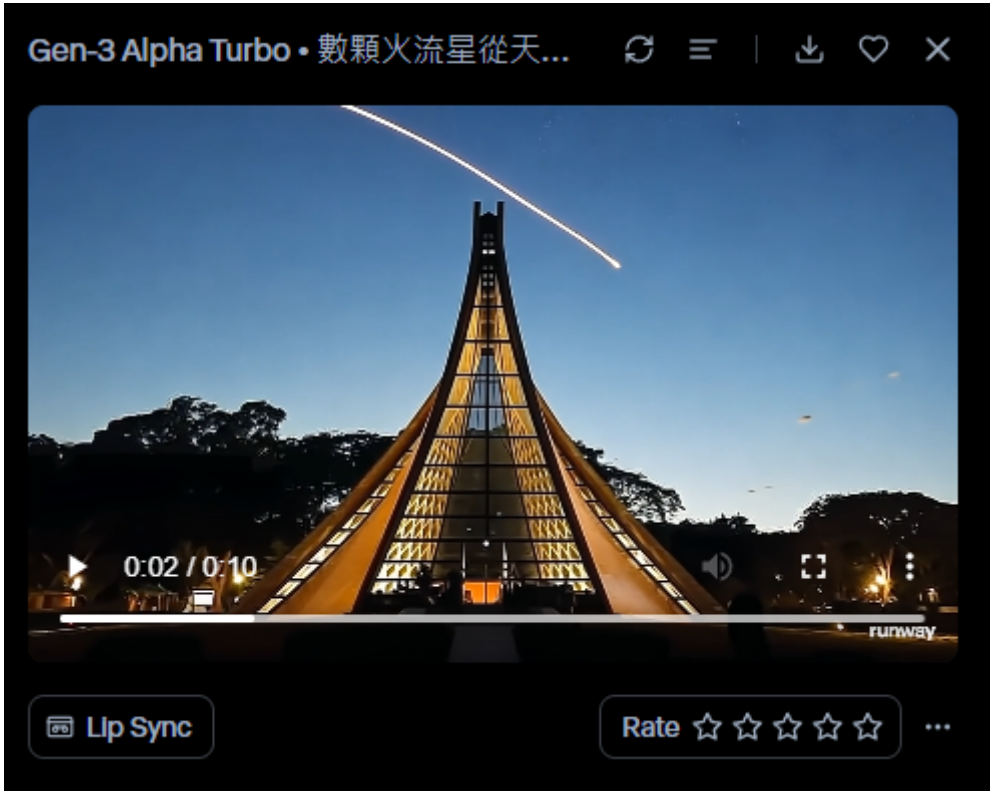 Gen-3 Alpha Turbo • 數顆火流星從天...
0:02 / 0:10
runway
Lip Sync
Rate